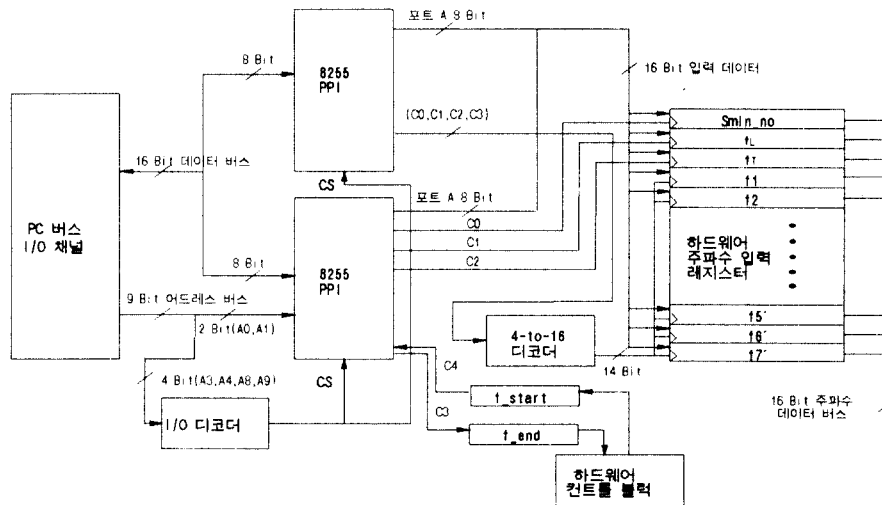 포트 A 8 Bit
8 Bit
8255
PPI
16 Bit 입력 데이터
(C0,C1,C2,C3)
Smin_no
fL
fT
f1
f2
16 Bit 데이터 버스
CS
포트 A 8 Bit
C0
C1
C2
PC 버스
I/O 채널
8 Bit
8255
PPI
하드웨어
주파수 입력
레지스터
9 Bit 어드레스 버스
2 Bit(A0,A1)
f5'
f6'
f7'
4-to-16
디코더
14 Bit
4 Bit(A3,A4,A8,A9)
CS
C4
C3
f_start
f_end
I/O 디코더
16 Bit 주파수
데이터 버스
하드웨어
컨트롤 블럭